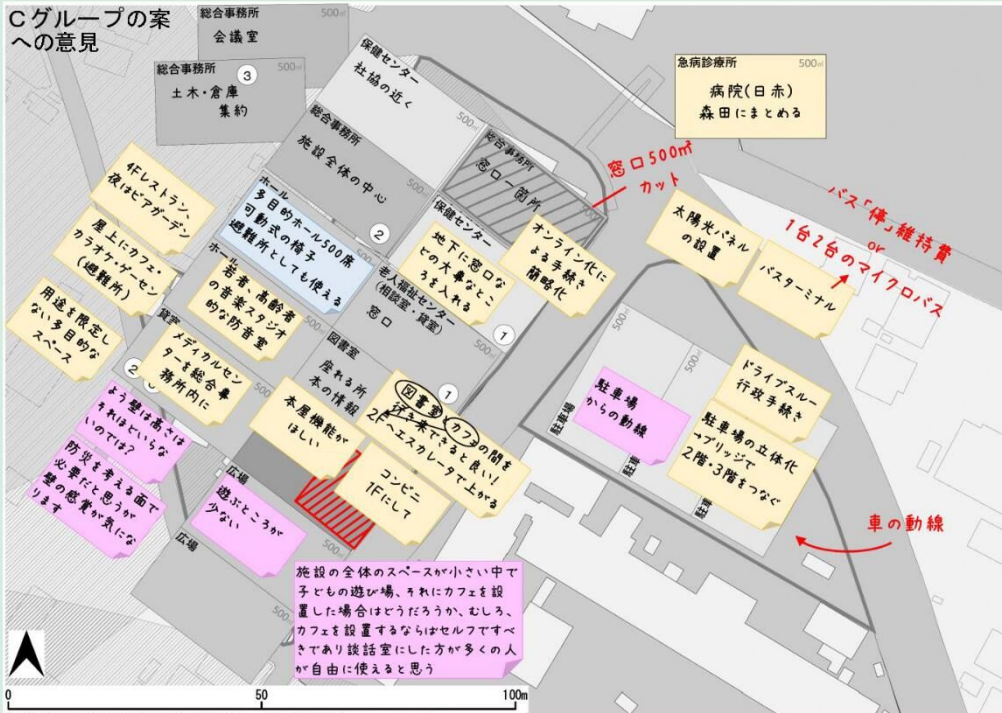 Cグループの案
への意見
総合事務所
500㎡
会議室
総合事務所
500㎡
③
土木・倉庫
集約
保健センター
社協の近く
500㎡
総合事務所
施設全体の中心
500㎡
②
総合事務所
窓口一箇所
窓口500㎡
カット
急病診療所
500㎡
病院(日赤)
森田にまとめる
バス「停」維持費
or
1台2台のマイクロバス
太陽光パネル
の設置
バスターミナル
4Fレストラン、
夜はビアガーデン
屋上にカフェ・
カラオケ・ゲーセン
(避難所)
用途を限定し
ない多目的な
スペース
ホール
多目的ホール500席
可動式の椅子
避難所としても使える
ホール
若者、高齢者
の音楽スタジオ
的な防音室
保健センター
地下に窓口な
どの大事なとこ
ろを入れる
オンライン化に
よる手続き
簡略化
老人福祉センター
(相談室・貸室)
窓口
500㎡
①
貸室
②
メディカルセン
ターを総合事
務所内に
500
図書室
座れる所
本の情報
①
本屋機能が
ほしい
図書室 カフェの間を
行き来できると良い!
2Fへエスカレータで上がる
コンビニ
1Fにして
よう壁は高さは
それほどいらな
いのでは?
防災を考える面で
必要だと思うが
壁の感覚が気にな
ります
広場
遊ぶところが
少ない
500㎡
広場
500㎡
施設の全体のスペースが小さい中で
子どもの遊び場、それにカフェを設
置した場合はどうだろうか、むしろ、
カフェを設置するならばセルフですべ
きであり談話室にした方が多くの人
が自由に使えると思う
500㎡
500㎡
駐車場
駐車場
からの動線
駐車
駐車
ドライブスルー
行政手続き
駐車場の立体化
→ブリッジで
2階・3階をつなぐ
車の動線
0
50
100m